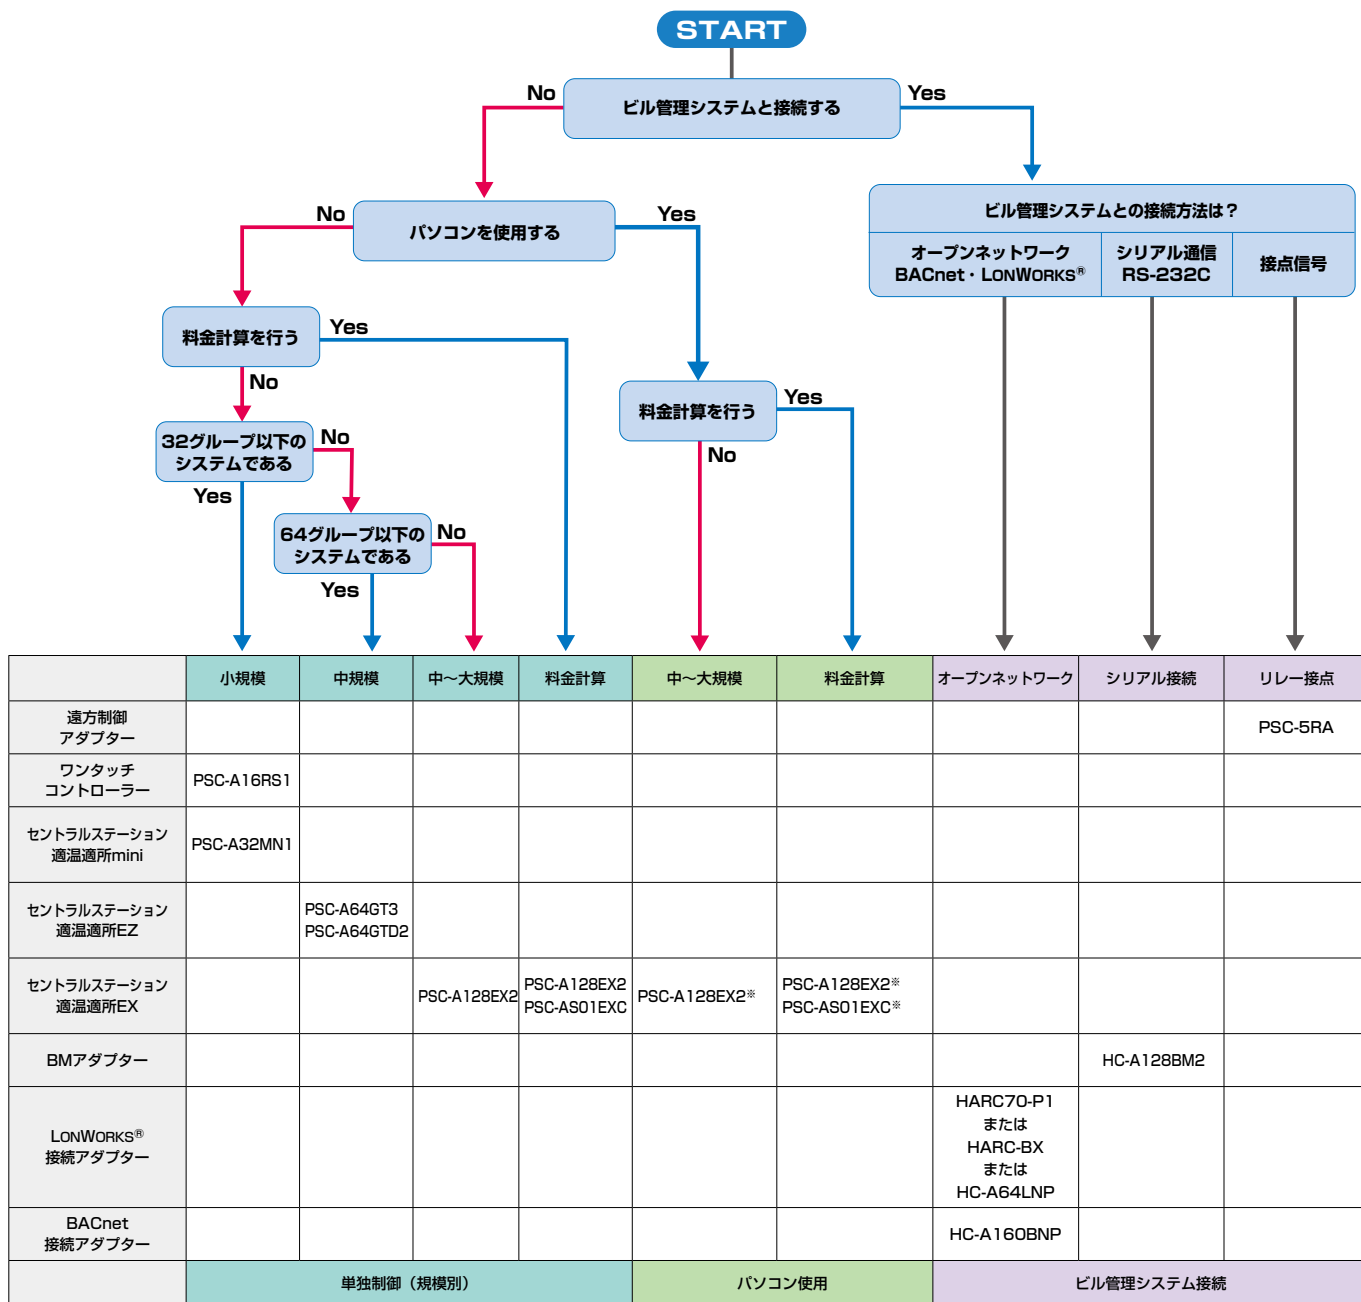 START
No
ビル管理システムと接続する
Yes
No
パソコンを使用する
Yes
ビル管理システムとの接続方法は？
オープンネットワーク
BACnet・LONWORKS®
シリアル通信
RS-232C
接点信号
料金計算を行う
Yes
No
料金計算を行う
Yes
No
32グループ以下の
システムである
No
Yes
64グループ以下の
システムである
No
Yes
小規模
中規模
中～大規模
料金計算
中～大規模
料金計算
オープンネットワーク
シリアル接続
リレー接点
遠方制御
アダプター
PSC-5RA
ワンタッチ
コントローラー
PSC-A16RS1
セントラルステーション
適温適所mini
PSC-A32MN1
セントラルステーション
適温適所EZ
PSC-A64GT3
PSC-A64GTD2
セントラルステーション
適温適所EX
PSC-A128EX2
PSC-A128EX2
PSC-AS01EXC
PSC-A128EX2※
PSC-A128EX2※
PSC-AS01EXC※
BMアダプター
HC-A128BM2
LONWORKS®
接続アダプター
HARC70-P1
または
HARC-BX
または
HC-A64LNP
BACnet
接続アダプター
HC-A160BNP
単独制御（規模別）
パソコン使用
ビル管理システム接続